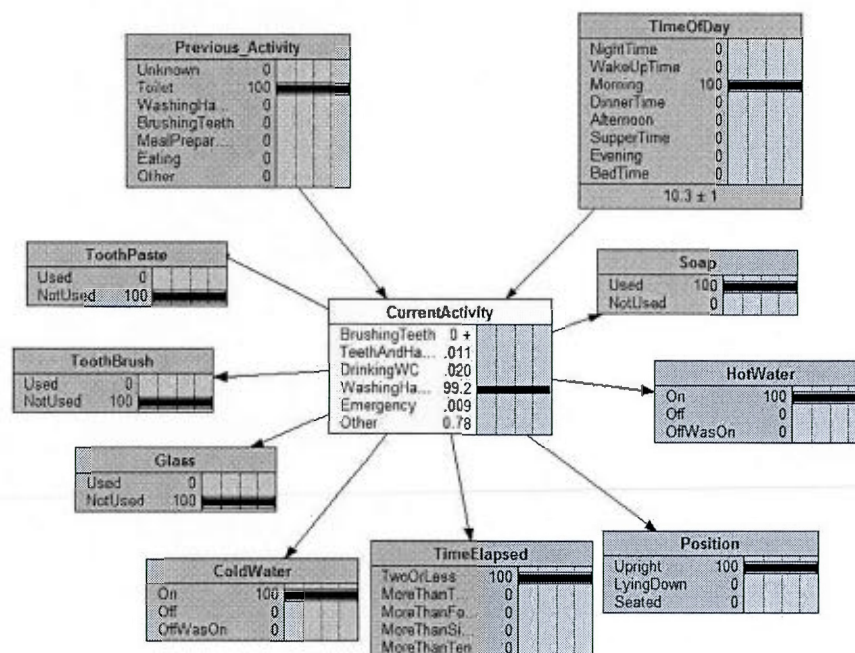 Previous_Activity
Unknown 0
Toilet 100
WashingHa... 0
BrushingTeeth 0
MealPrepar... 0
Eating 0
Other 0
TimeOfDay
NightTime 0
WakeUpTime 0
Morning 100
DinnerTime 0
Afternoon 0
SupperTime 0
Evening 0
BedTime 0
10.3 ± 1
ToothPaste
Used 0
NotUsed 100
Soap
Used 100
NotUsed 0
CurrentActivity
BrushingTeeth 0 +
TeethAndHa... .011
DrinkingWC .020
WashingHa... 99.2
Emergency .009
Other 0.78
ToothBrush
Used 0
NotUsed 100
HotWater
On 100
Off 0
OffWasOn 0
Glass
Used 0
NotUsed 100
ColdWater
On 100
Off 0
OffWasOn 0
TimeElapsed
TwoOrLess 100
MoreThanT... 0
MoreThanFo... 0
MoreThanSi... 0
MoreThanTen 0
Position
Upright 100
LyingDown 0
Seated 0